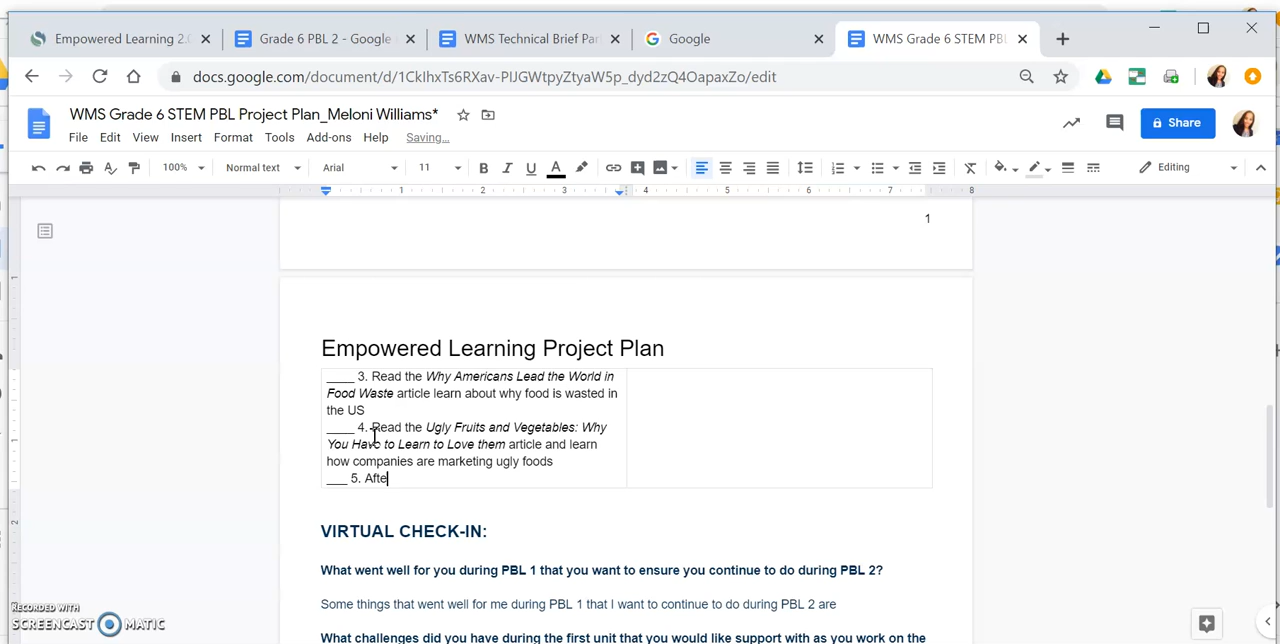 Empowered Learning 2.0
Grade 6 PBL 2 - Google
WMS Technical Brief Par
Google
WMS Grade 6 STEM PBL
docs.google.com/document/d/1CklhxTs6RXav-PlJGWtpyZtyaW5p_dyd2zQ4OapaxZo/edit
WMS Grade 6 STEM PBL Project Plan_Meloni Williams*
File Edit View Insert Format Tools Add-ons Help Saving...
Share
100% Normal text Arial 11 B I U A Editing
1 2 3 4 5 6 7 8
1
Empowered Learning Project Plan
____ 3. Read the Why Americans Lead the World in
Food Waste article learn about why food is wasted in
the US
____ 4. Read the Ugly Fruits and Vegetables: Why
You Have to Learn to Love them article and learn
how companies are marketing ugly foods
___ 5. Afte
VIRTUAL CHECK-IN:
What went well for you during PBL 1 that you want to ensure you continue to do during PBL 2?
Some things that went well for me during PBL 1 that I want to continue to do during PBL 2 are
What challenges did you have during the first unit that you would like support with as you work on the
RECORDED WITH
SCREENCAST MATIC